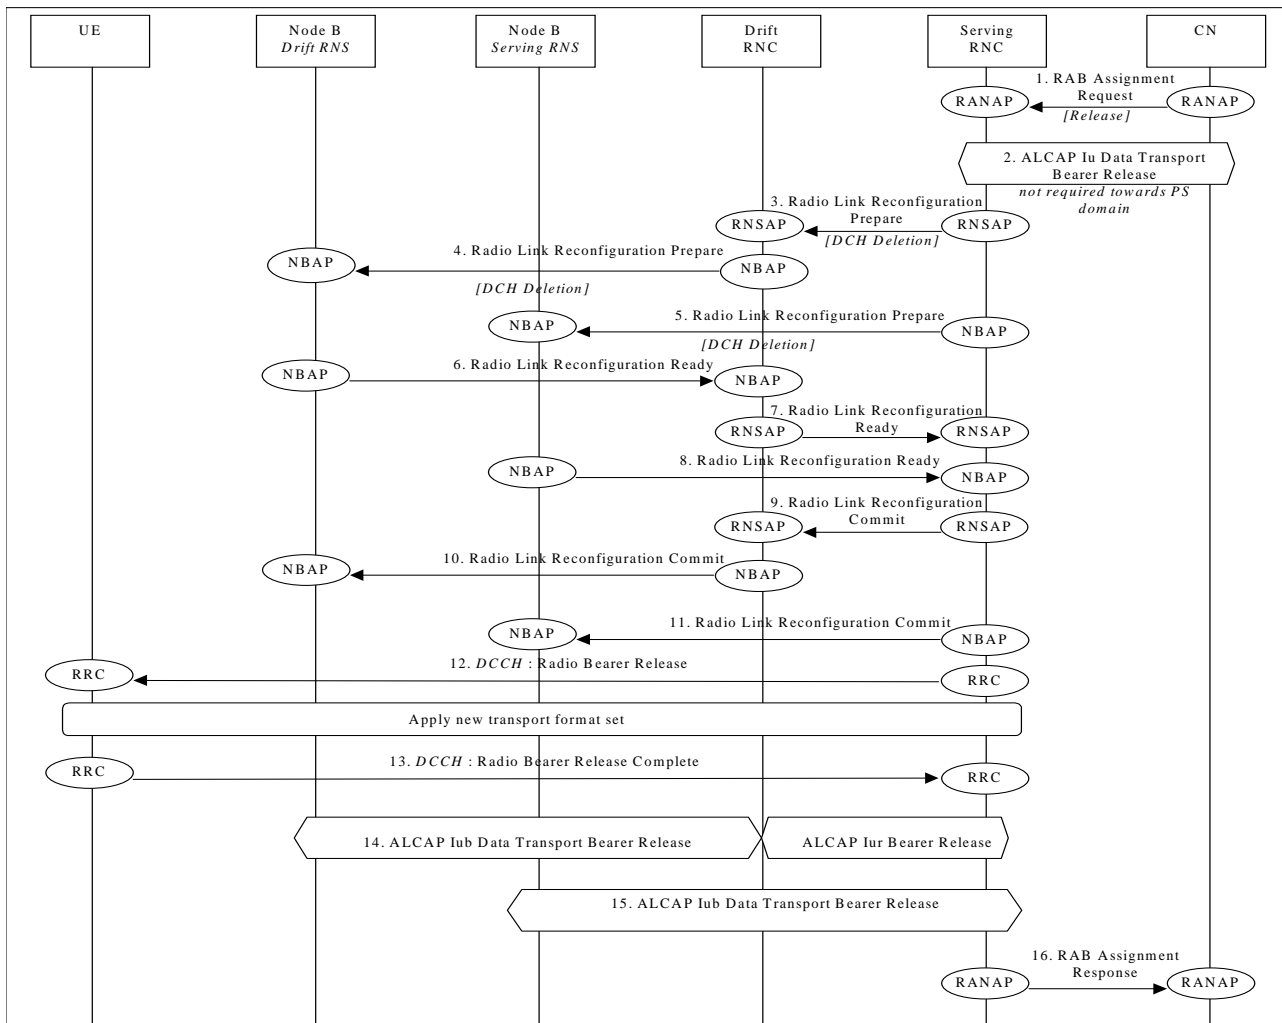 UE
Node B
Drift RNS
Node B
Serving RNS
Drift
RNC
Serving
RNC
CN
1. RAB Assignment
Request
RANAP
RANAP
[Release]
2. ALCAP Iu Data Transport
Bearer Release
not required towards PS
domain
3. Radio Link Reconfiguration
Prepare
RNSAP
RNSAP
[DCH Deletion]
4. Radio Link Reconfiguration Prepare
NBAP
NBAP
[DCH Deletion]
5. Radio Link Reconfiguration Prepare
NBAP
NBAP
[DCH Deletion]
6. Radio Link Reconfiguration Ready
NBAP
NBAP
7. Radio Link Reconfiguration
Ready
RNSAP
RNSAP
8. Radio Link Reconfiguration Ready
NBAP
NBAP
9. Radio Link Reconfiguration
Commit
RNSAP
RNSAP
10. Radio Link Reconfiguration Commit
NBAP
NBAP
11. Radio Link Reconfiguration Commit
NBAP
NBAP
12. DCCH : Radio Bearer Release
RRC
RRC
Apply new transport format set
13. DCCH : Radio Bearer Release Complete
RRC
RRC
14. ALCAP Iub Data Transport Bearer Release
ALCAP Iur Bearer Release
15. ALCAP Iub Data Transport Bearer Release
16. RAB Assignment
Response
RANAP
RANAP